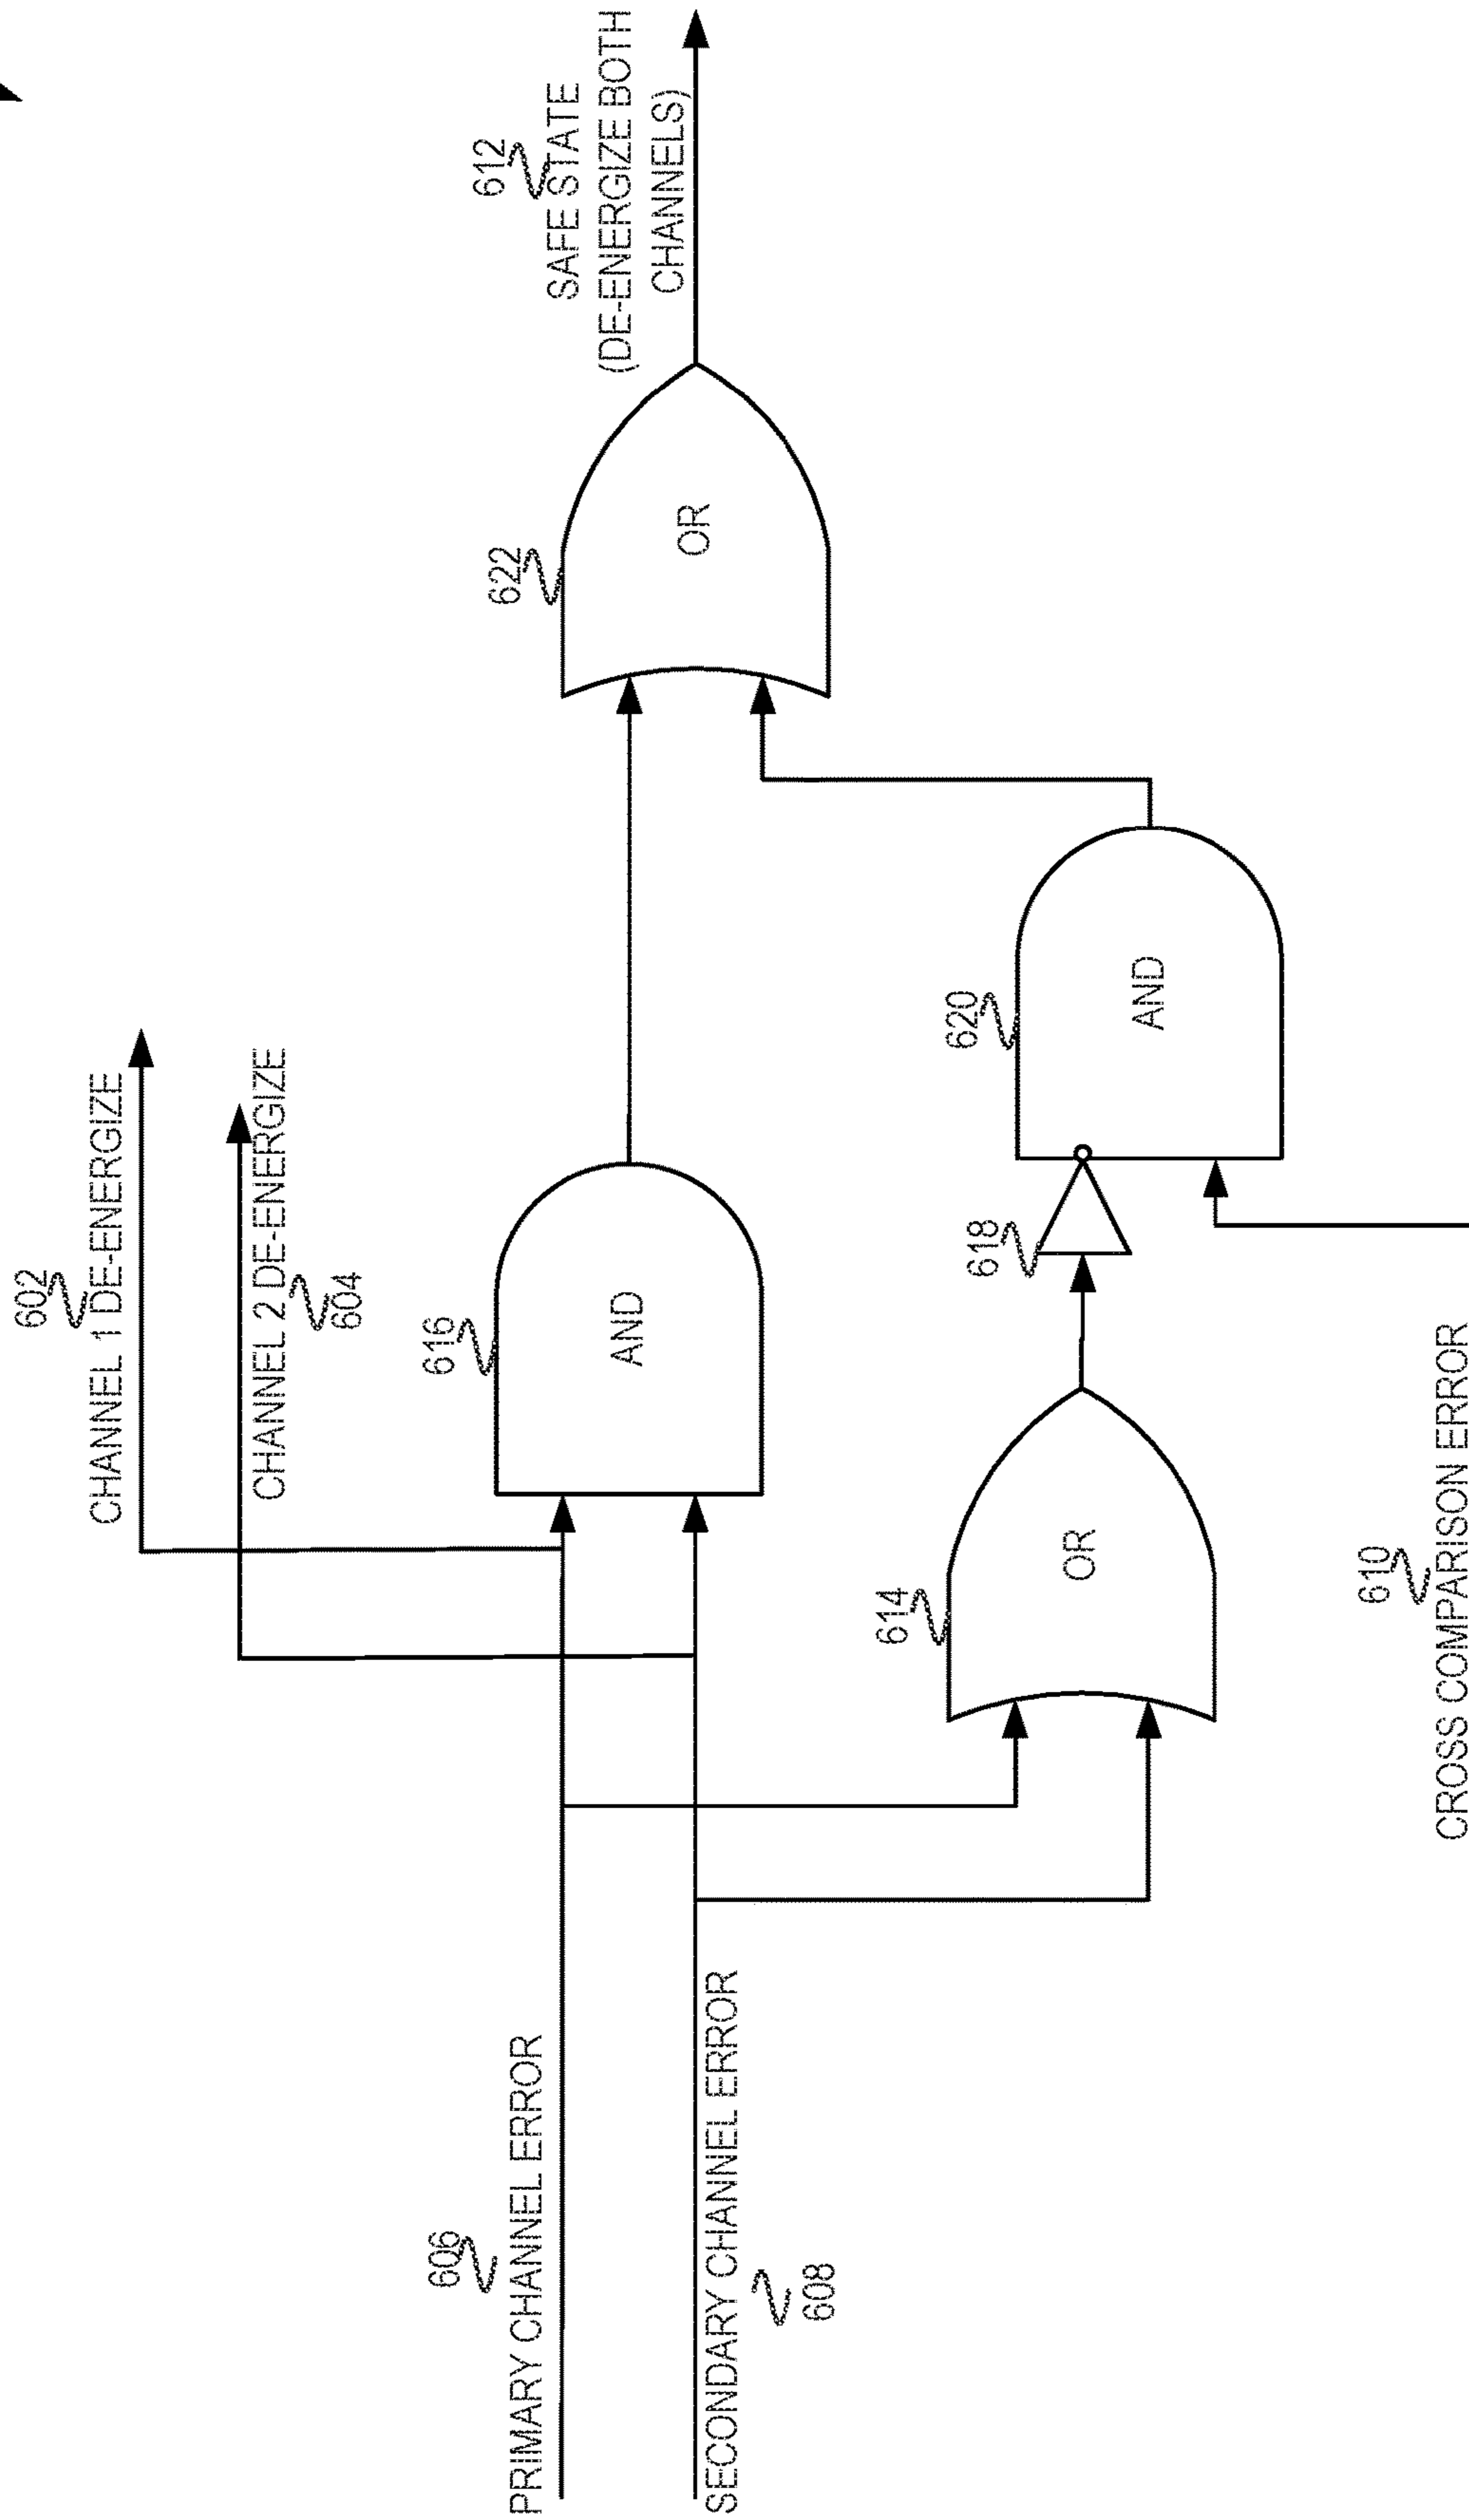 602
CHANNEL 1 DE-ENERGIZE
CHANNEL 2 DE-ENERGIZE
604
612
SAFE STATE
(DE-ENERGIZE BOTH
CHANNELS)
606
PRIMARY CHANNEL ERROR
SECONDARY CHANNEL ERROR
608
616
AND
622
OR
614
OR
618
620
AND
610
CROSS COMPARISON ERROR